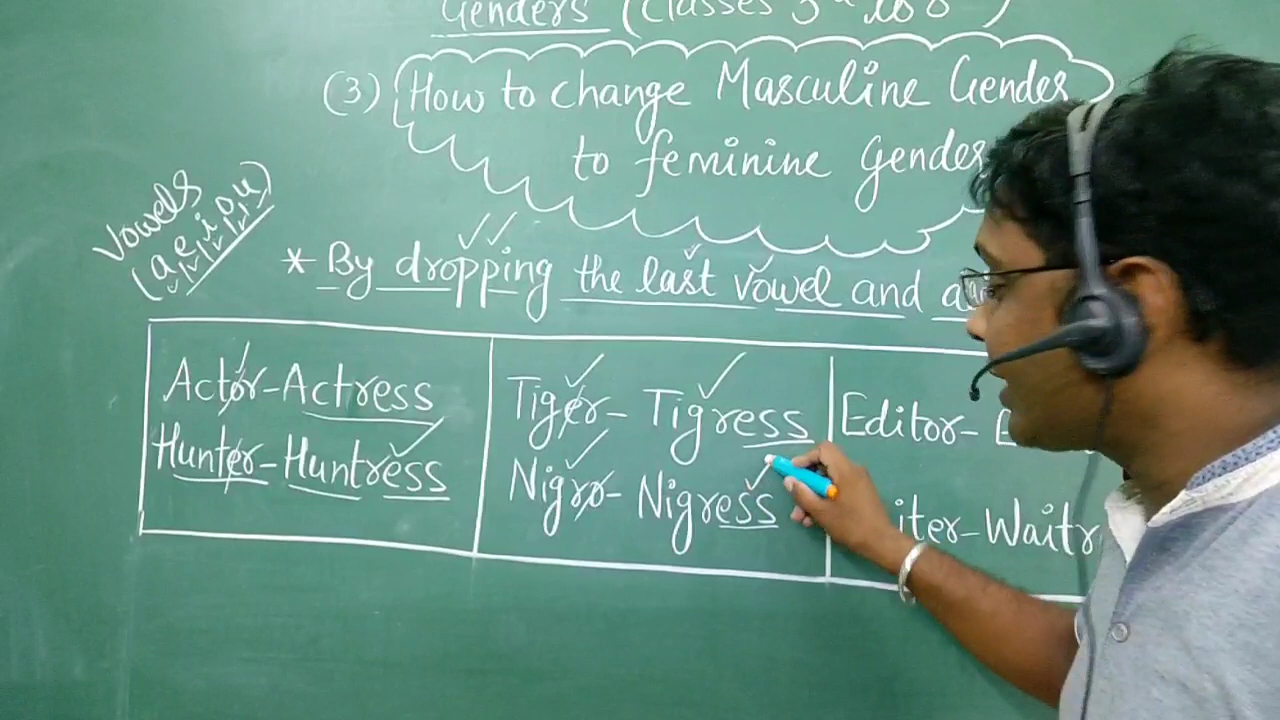 Genders (Classes 3rd to 8th)
(3) How to change Masculine Gender
to feminine Gender
Vowels
(a e i o u)
* By dropping the last vowel and
Actor-Actress
Hunter-Huntress
Tiger- Tigress
Nigro- Nigress
Editor-
iter-Waitr